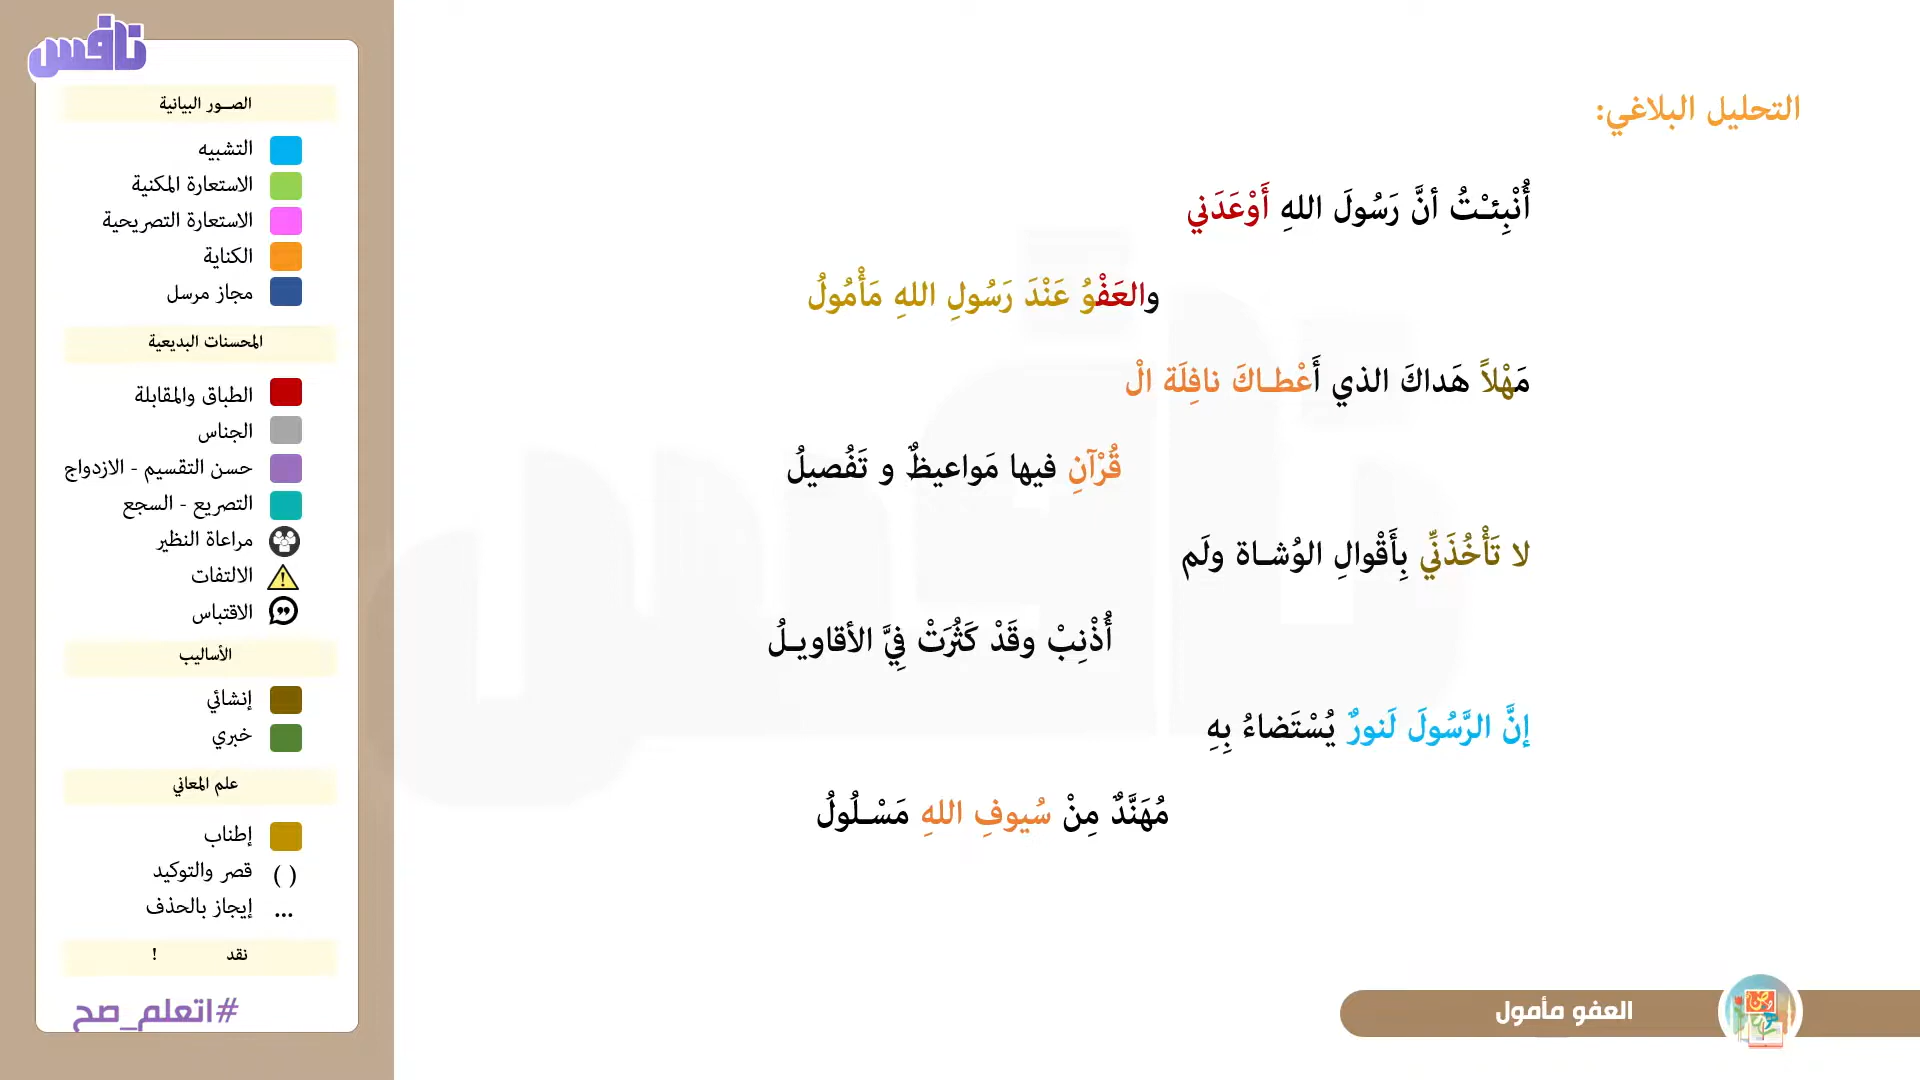 التحليل البلاغي:
أُنْبِئـْتُ أنَّ رَسُولَ اللهِ أَوْعَدَني
والعَفْوُ عَنْدَ رَسُولِ اللهِ مَأْمُولُ
مَهْلاً هَداكَ الذي أَعْطـاكَ نافِلَة الْ
قُرْآنِ فيها مَواعيظٌ و تَفُصيلُ
لا تَأْخُذَنِّي بِأَقْوالِ الوُشـاة ولَم
أُذْنِبْ وقَدْ كَثُرَتْ فِيَّ الأقاويـلُ
إنَّ الرَّسُولَ لَنورٌ يُسْتَضاءُ بِهِ
مُهَنَّدٌ مِنْ سُيوفِ اللهِ مَسْـلُولُ
العفو مأمول
نافس
الصـور البيانية
التشبيه
الاستعارة المكنية
الاستعارة التصريحية
الكناية
مجاز مرسل
المحسنات البديعية
الطباق والمقابلة
الجناس
حسن التقسيم - الازدواج
التصريع - السجع
مراعاة النظير
الالتفات
الاقتباس
الأساليب
إنشائي
خبري
علم المعاني
إطناب
( ) قصر والتوكيد
... إيجاز بالحذف
نقد !
#اتعلم_صح